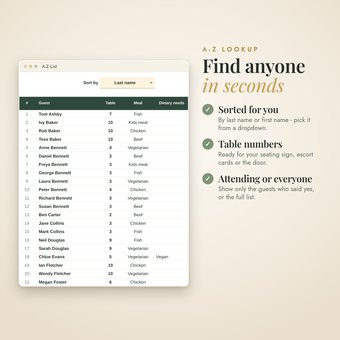 A-Z List
Sort by Last name
# Guest Table Meal Dietary needs
1 Tom Ashby 7 Fish
2 Ivy Baker 10 Kids meal
3 Rob Baker 10 Chicken
4 Tess Baker 10 Beef
5 Anne Bennett 4 Vegetarian
6 Daniel Bennett 3 Beef
7 Freya Bennett 3 Kids meal
8 George Bennett 3 Fish
9 Laura Bennett 3 Vegetarian
10 Peter Bennett 4 Chicken
11 Richard Bennett 3 Vegetarian
12 Susan Bennett 3 Beef
13 Ben Carter 2 Beef
14 Jane Collins 3 Chicken
15 Mark Collins 3 Fish
16 Neil Douglas 9 Fish
17 Sarah Douglas 9 Vegetarian
18 Chloe Evans 5 Vegetarian Vegan
19 Ian Fletcher 10 Chicken
20 Wendy Fletcher 10 Vegetarian
21 Megan Foster 6 Chicken
A-Z LOOKUP
Find anyone
in seconds
Sorted for you
By last name or first name - pick it
from a dropdown.
Table numbers
Ready for your seating sign, escort
cards or the door.
Attending or everyone
Show only the guests who said yes,
or the full list.